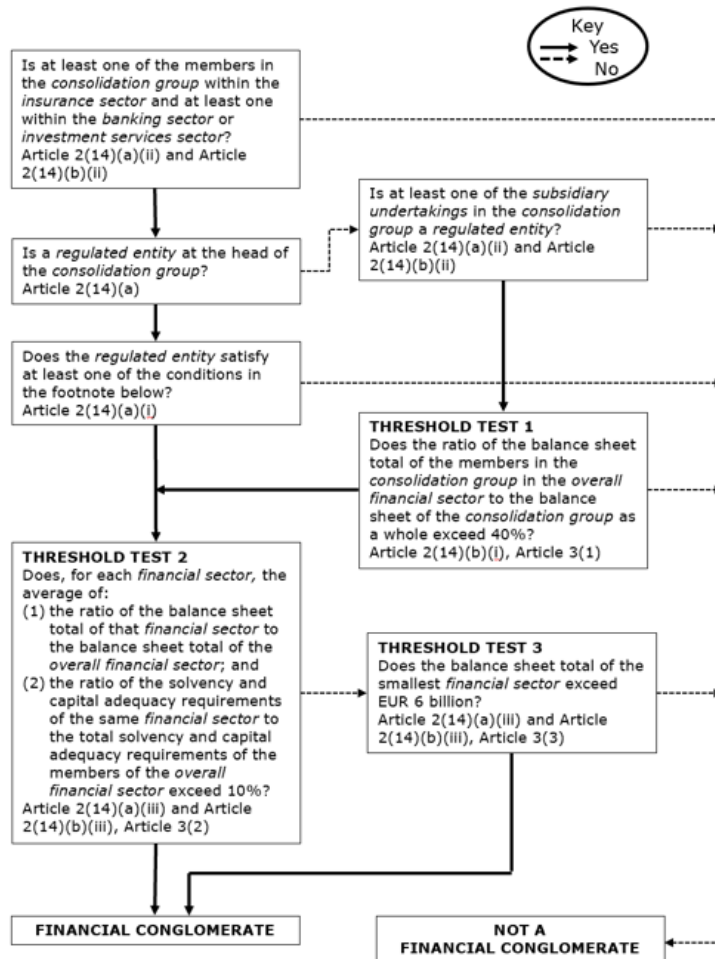 Key
Yes
No
Is at least one of the members in
the consolidation group within the
insurance sector and at least one
within the banking sector or
investment services sector?
Article 2(14)(a)(ii) and Article
2(14)(b)(ii)
Is at least one of the subsidiary
undertakings in the consolidation
group a regulated entity?
Article 2(14)(a)(ii) and Article
2(14)(b)(ii)
Is a regulated entity at the head of
the consolidation group?
Article 2(14)(a)
Does the regulated entity satisfy
at least one of the conditions in
the footnote below?
Article 2(14)(a)(i)
THRESHOLD TEST 1
Does the ratio of the balance sheet
total of the members in the
consolidation group in the overall
financial sector to the balance
sheet of the consolidation group as
a whole exceed 40%?
Article 2(14)(b)(i), Article 3(1)
THRESHOLD TEST 2
Does, for each financial sector, the
average of:
(1) the ratio of the balance sheet
total of that financial sector to
the balance sheet total of the
overall financial sector; and
(2) the ratio of the solvency and
capital adequacy requirements
of the same financial sector to
the total solvency and capital
adequacy requirements of the
members of the overall
financial sector exceed 10%?
Article 2(14)(a)(iii) and Article
2(14)(b)(iii), Article 3(2)
THRESHOLD TEST 3
Does the balance sheet total of the
smallest financial sector exceed
EUR 6 billion?
Article 2(14)(a)(iii) and Article
2(14)(b)(iii), Article 3(3)
FINANCIAL CONGLOMERATE
NOT A
FINANCIAL CONGLOMERATE